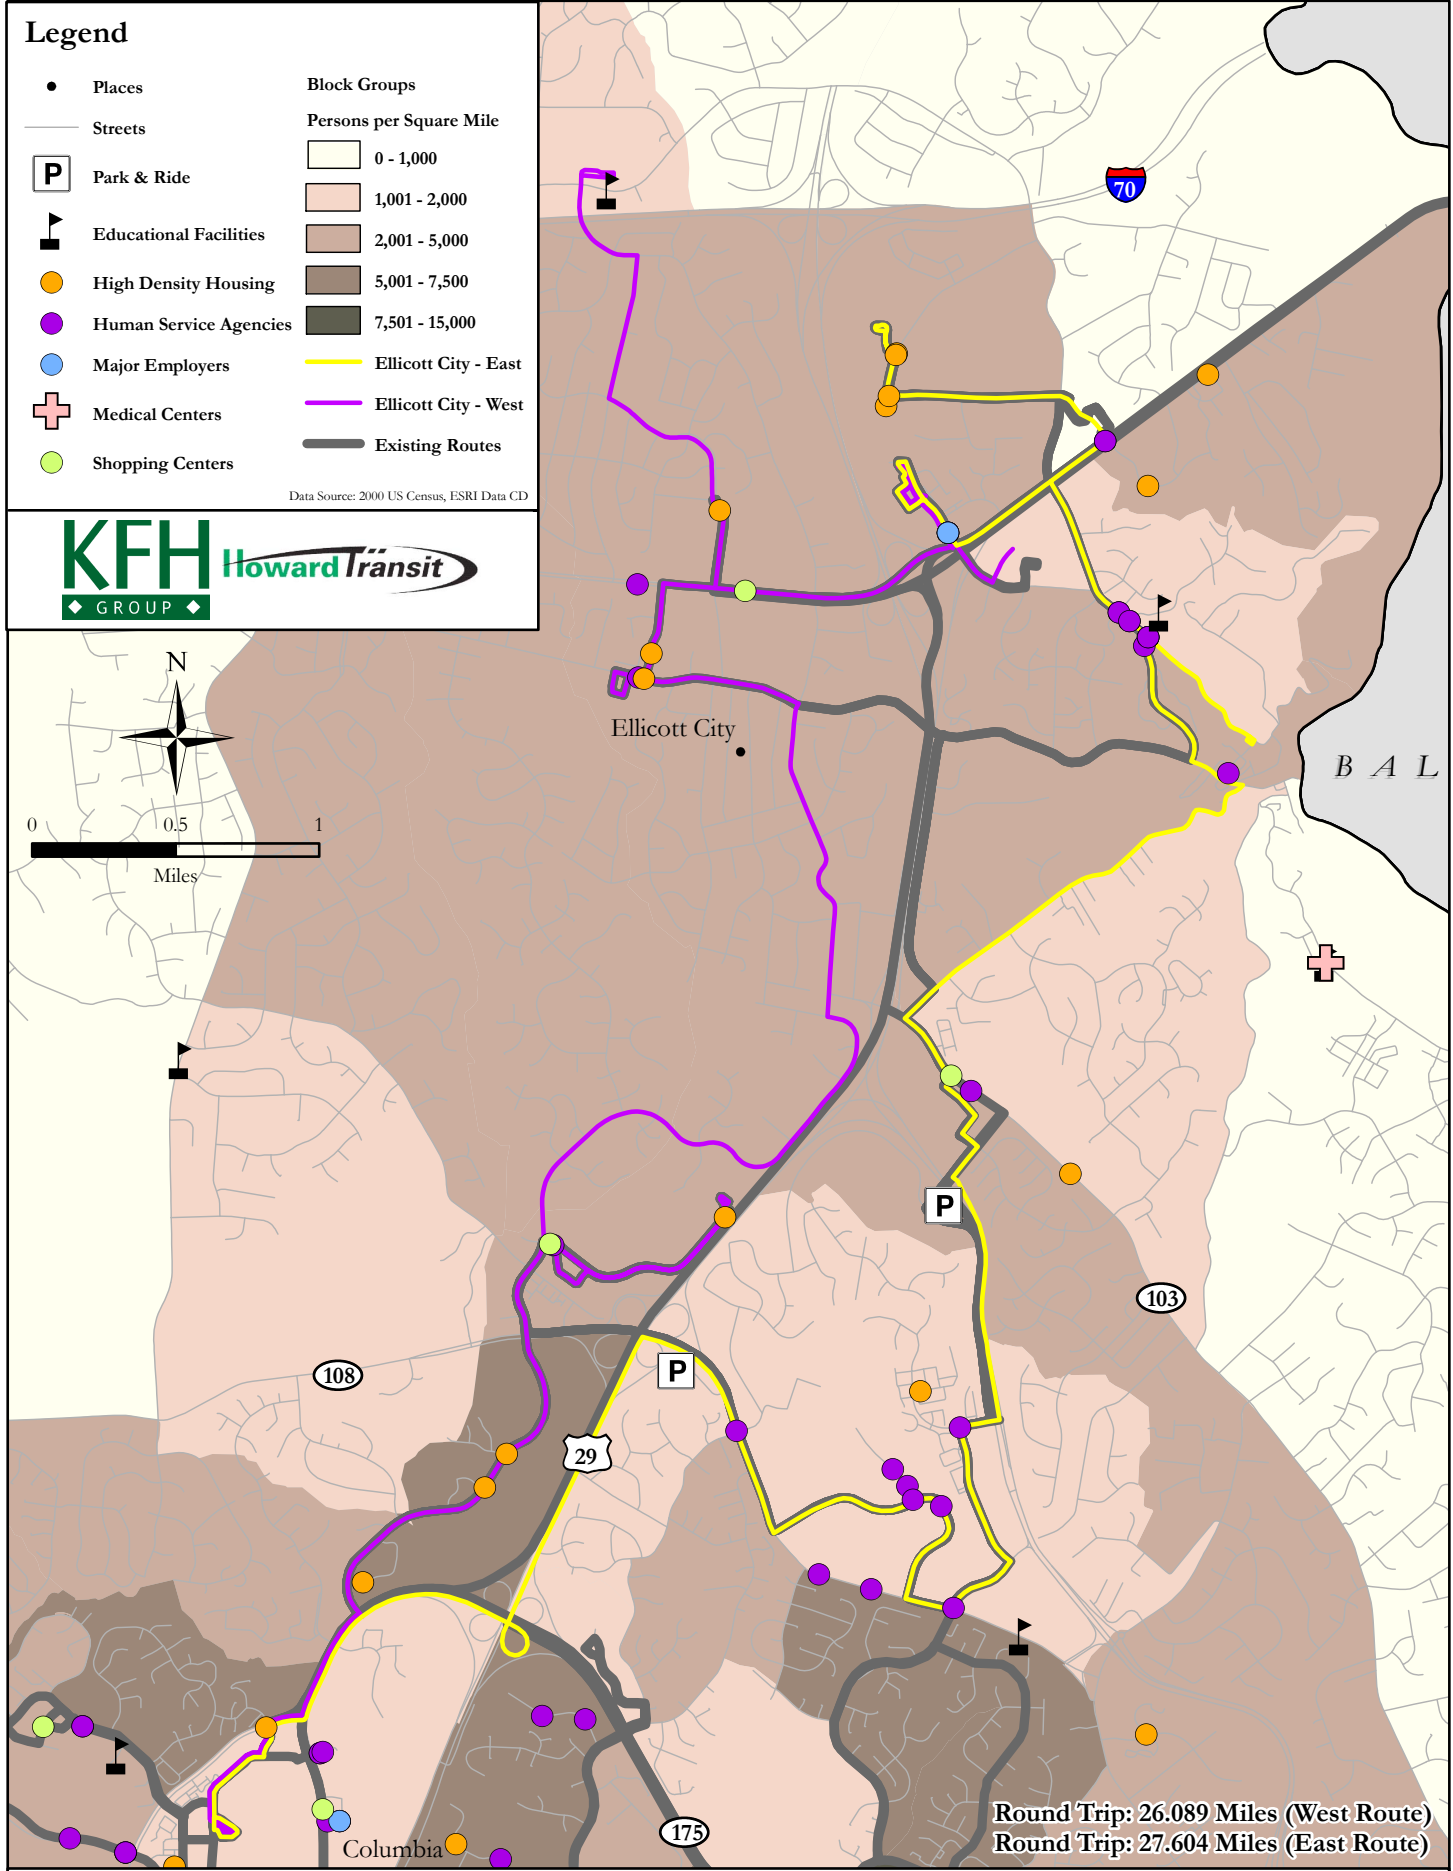 Legend
Places
Streets
P
Park & Ride
Educational Facilities
High Density Housing
Human Service Agencies
Major Employers
Medical Centers
Shopping Centers
Block Groups
Persons per Square Mile
0 - 1,000
1,001 - 2,000
2,001 - 5,000
5,001 - 7,500
7,501 - 15,000
Ellicott City - East
Ellicott City - West
Existing Routes
Data Source: 2000 US Census, ESRI Data CD
KFH
GROUP
HowardTränsit
N
0 0.5 1
Miles
70
Ellicott City
B A L
P
103
108
P
29
175
Columbia
Round Trip: 26.089 Miles (West Route)
Round Trip: 27.604 Miles (East Route)